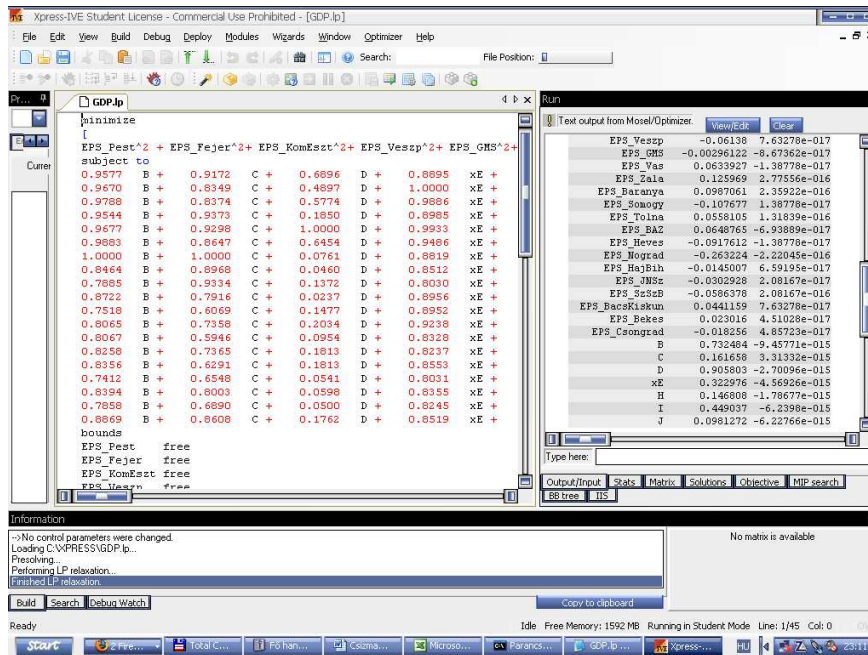 Xpress-IVE Student License - Commercial Use Prohibited - [GDP.lp]
File Edit View Build Debug Deploy Modules Wizards Window Optimizer Help
Search: File Position:
Pr...
GDP.lp
Curren
minimize
[
EPS_Pest^2 + EPS_Fejer^2+ EPS_KomEszt^2+ EPS_Veszp^2+ EPS_GMS^2+
subject to
0.9577 B + 0.9172 C + 0.6896 D + 0.8895 xE +
0.9670 B + 0.8349 C + 0.4897 D + 1.0000 xE +
0.9788 B + 0.8374 C + 0.5774 D + 0.9886 xE +
0.9544 B + 0.9373 C + 0.1850 D + 0.8985 xE +
0.9677 B + 0.9298 C + 1.0000 D + 0.9933 xE +
0.9883 B + 0.8647 C + 0.6454 D + 0.9486 xE +
1.0000 B + 1.0000 C + 0.0761 D + 0.8819 xE +
0.8464 B + 0.8968 C + 0.0460 D + 0.8512 xE +
0.7885 B + 0.9334 C + 0.1372 D + 0.8030 xE +
0.8722 B + 0.7916 C + 0.0237 D + 0.8956 xE +
0.7518 B + 0.6069 C + 0.1477 D + 0.8952 xE +
0.8065 B + 0.7358 C + 0.2034 D + 0.9238 xE +
0.8067 B + 0.5946 C + 0.0954 D + 0.8328 xE +
0.8258 B + 0.7365 C + 0.1813 D + 0.8237 xE +
0.8356 B + 0.6291 C + 0.1813 D + 0.8553 xE +
0.7412 B + 0.6548 C + 0.0541 D + 0.8031 xE +
0.8394 B + 0.8003 C + 0.0598 D + 0.8355 xE +
0.7858 B + 0.6890 C + 0.0500 D + 0.8245 xE +
0.8869 B + 0.8608 C + 0.1762 D + 0.8519 xE +
bounds
EPS_Pest free
EPS_Fejer free
EPS_KomEszt free
EPS_Veszp free
Run
Text output from Mosel/Optimizer. View/Edit Clear
EPS_Veszp -0.06138 7.63278e-017
EPS_GMS -0.00296122 -8.67362e-017
EPS_Vas 0.0633927 -1.38778e-017
EPS_Zala 0.125969 2.77556e-016
EPS_Baranya 0.0987061 2.35922e-016
EPS_Somogy -0.107677 1.38778e-017
EPS_Tolna 0.0558105 1.31839e-016
EPS_BAZ 0.0648765 -6.93889e-017
EPS_Heves -0.0917612 -1.38778e-017
EPS_Nograd -0.263224 -2.22045e-016
EPS_HajBih -0.0145007 6.59195e-017
EPS_JNSz -0.0302928 2.08167e-017
EPS_SzSzB -0.0586378 2.08167e-016
EPS_BacsKiskun 0.0441159 7.63278e-017
EPS_Bekes 0.023016 4.51028e-017
EPS_Csongrad -0.018256 4.85723e-017
B 0.732484 -9.45771e-015
C 0.161658 3.31332e-015
D 0.905803 -2.70096e-015
xE 0.322976 -4.56926e-015
H 0.146808 -1.78677e-015
I 0.449037 -6.2398e-015
J 0.0981272 -6.22766e-015
Type here:
Output/Input Stats Matrix Solutions Objective MIP search
BB tree IIS
Information
-->No control parameters were changed.
Loading C:\XPRESS\GDP.lp...
Presolving...
Performing LP relaxation...
Finished LP relaxation.
No matrix is available
Build Search Debug Watch
Copy to clipboard
Ready
Idle Free Memory: 1592 MB Running in Student Mode Line: 1/45 Col: 0
Start 2 Fire... Total C... Fő han... Csizma... Microso... Parancs... GDP.lp ... Xpress-... HU